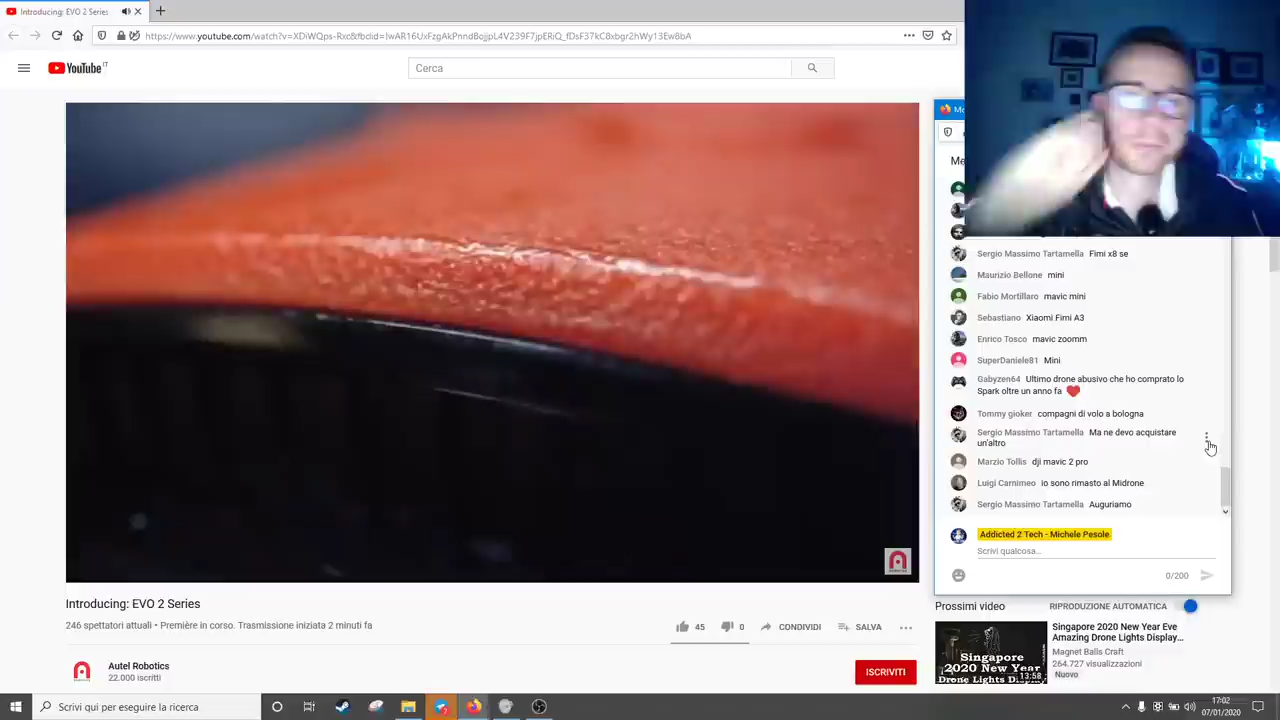 Introducing: EVO 2 Series
https://www.youtube.com/watch?v=XDiWQps-Rxc&fbclid=IwAR16UxFzgAkPnndBojjpL4V239F7jpERiQ_fDsF37kC8xbgr2hWy13Ew8bA
YouTube IT
Cerca
Sergio Massimo Tartamella Fimi x8 se
Maurizio Bellone mini
Fabio Mortillaro mavic mini
Sebastiano Xiaomi Fimi A3
Enrico Tosco mavic zoomm
SuperDaniele81 Mini
Gabyzen64 Ultimo drone abusivo che ho comprato lo
Spark oltre un anno fa
Tommy gioker compagni di volo a bologna
Sergio Massimo Tartamella Ma ne devo acquistare
un'altro
Marzio Tollis dji mavic 2 pro
Luigi Carnimeo io sono rimasto al Midrone
Sergio Massimo Tartamella Auguriamo
Addicted 2 Tech - Michele Pesole
Scrivi qualcosa...
0/200
Introducing: EVO 2 Series
246 spettatori attuali • Première in corso. Trasmissione iniziata 2 minuti fa
45 0 CONDIVIDI SALVA
Autel Robotics
22.000 iscritti
ISCRIVITI
Prossimi video RIPRODUZIONE AUTOMATICA
Singapore
2020 New Year
Drone Lights Displa
13:58
Singapore 2020 New Year Eve
Amazing Drone Lights Display...
Magnet Balls Craft
264.727 visualizzazioni
Nuovo
Scrivi qui per eseguire la ricerca
17:02
07/01/2020